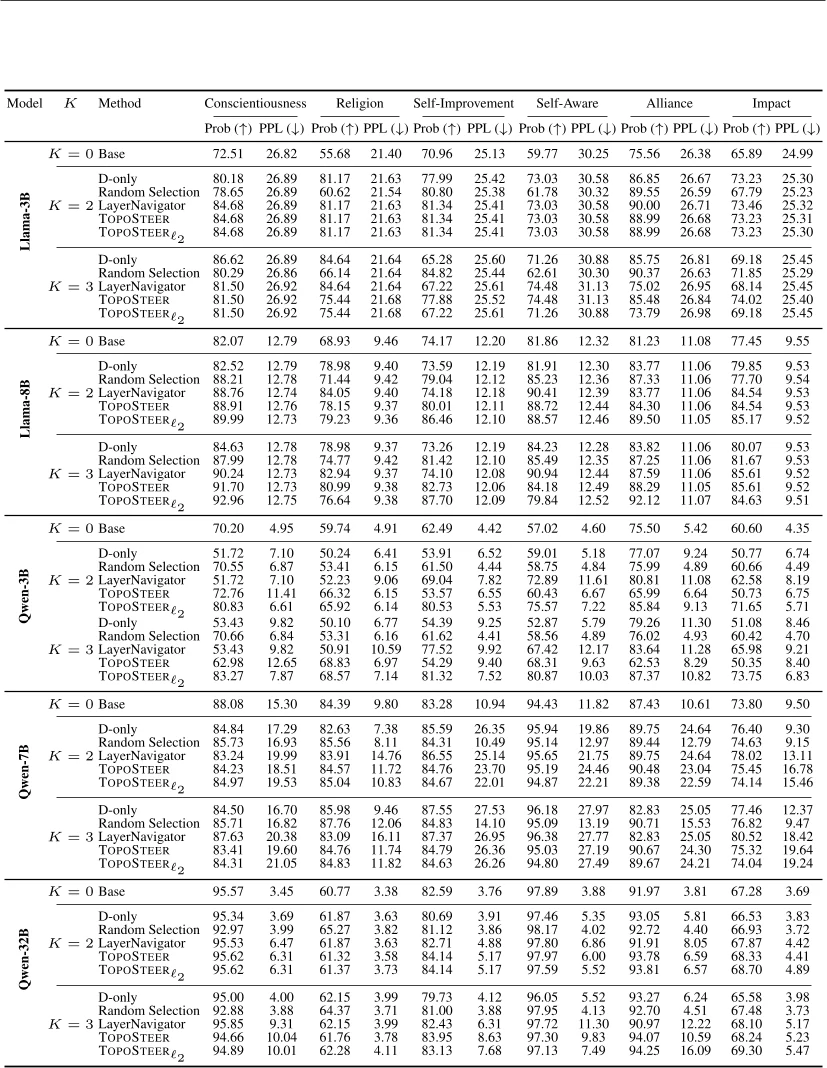 Model K Method Conscientiousness Religion Self-Improvement Self-Aware Alliance Impact
Prob (↑) PPL (↓) Prob (↑) PPL (↓) Prob (↑) PPL (↓) Prob (↑) PPL (↓) Prob (↑) PPL (↓) Prob (↑) PPL (↓)
Llama-3B
K = 0 Base 72.51 26.82 55.68 21.40 70.96 25.13 59.77 30.25 75.56 26.38 65.89 24.99
D-only 80.18 26.89 81.17 21.63 77.99 25.42 73.03 30.58 86.85 26.67 73.23 25.30
Random Selection 78.65 26.89 60.62 21.54 80.80 25.38 61.78 30.32 89.55 26.59 67.79 25.23
K = 2 LayerNavigator 84.68 26.89 81.17 21.63 81.34 25.41 73.03 30.58 90.00 26.71 73.46 25.32
TOPOSTEER 84.68 26.89 81.17 21.63 81.34 25.41 73.03 30.58 88.99 26.68 73.23 25.31
TOPOSTEERℓ2 84.68 26.89 81.17 21.63 81.34 25.41 73.03 30.58 88.99 26.68 73.23 25.30
D-only 86.62 26.89 84.64 21.64 65.28 25.60 71.26 30.88 85.75 26.81 69.18 25.45
Random Selection 80.29 26.86 66.14 21.64 84.82 25.44 62.61 30.30 90.37 26.63 71.85 25.29
K = 3 LayerNavigator 81.50 26.92 84.64 21.64 67.22 25.61 74.48 31.13 75.02 26.95 68.14 25.45
TOPOSTEER 81.50 26.92 75.44 21.68 77.88 25.52 74.48 31.13 85.48 26.84 74.02 25.40
TOPOSTEERℓ2 81.50 26.92 75.44 21.68 67.22 25.61 71.26 30.88 73.79 26.98 69.18 25.45
Llama-8B
K = 0 Base 82.07 12.79 68.93 9.46 74.17 12.20 81.86 12.32 81.23 11.08 77.45 9.55
D-only 82.52 12.79 78.98 9.40 73.59 12.19 81.91 12.30 83.77 11.06 79.85 9.53
Random Selection 88.21 12.78 71.44 9.42 79.04 12.12 85.23 12.36 87.33 11.06 77.70 9.54
K = 2 LayerNavigator 88.76 12.74 84.05 9.40 74.18 12.18 90.41 12.39 83.77 11.06 84.54 9.53
TOPOSTEER 88.91 12.76 78.15 9.37 80.01 12.11 88.72 12.44 84.30 11.06 84.54 9.53
TOPOSTEERℓ2 89.99 12.73 79.23 9.36 86.46 12.10 88.57 12.46 89.50 11.05 85.17 9.52
D-only 84.63 12.78 78.98 9.37 73.26 12.19 84.23 12.28 83.82 11.06 80.07 9.53
Random Selection 87.99 12.78 74.77 9.42 81.42 12.10 85.49 12.35 87.25 11.06 81.67 9.53
K = 3 LayerNavigator 90.24 12.73 82.94 9.37 74.10 12.08 90.94 12.44 87.59 11.06 85.61 9.52
TOPOSTEER 91.70 12.73 80.99 9.38 82.73 12.06 84.18 12.49 88.29 11.05 85.61 9.52
TOPOSTEERℓ2 92.96 12.75 76.64 9.38 87.70 12.09 79.84 12.52 92.12 11.07 84.63 9.51
Qwen-3B
K = 0 Base 70.20 4.95 59.74 4.91 62.49 4.42 57.02 4.60 75.50 5.42 60.60 4.35
D-only 51.72 7.10 50.24 6.41 53.91 6.52 59.01 5.18 77.07 9.24 50.77 6.74
Random Selection 70.55 6.87 53.41 6.15 61.50 4.44 58.75 4.84 75.99 4.89 60.66 4.49
K = 2 LayerNavigator 51.72 7.10 52.23 9.06 69.04 7.82 72.89 11.61 80.81 11.08 62.58 8.19
TOPOSTEER 72.76 11.41 66.32 6.15 53.57 6.55 60.43 6.67 65.99 6.64 50.73 6.75
TOPOSTEERℓ2 80.83 6.61 65.92 6.14 80.53 5.53 75.57 7.22 85.84 9.13 71.65 5.71
D-only 53.43 9.82 50.10 6.77 54.39 9.25 52.87 5.79 79.26 11.30 51.08 8.46
Random Selection 70.66 6.84 53.31 6.16 61.62 4.41 58.56 4.89 76.02 4.93 60.42 4.70
K = 3 LayerNavigator 53.43 9.82 50.91 10.59 77.52 9.92 67.42 12.17 83.64 11.28 65.98 9.21
TOPOSTEER 62.98 12.65 68.83 6.97 54.29 9.40 68.31 9.63 62.53 8.29 50.35 8.40
TOPOSTEERℓ2 83.27 7.87 68.57 7.14 81.32 7.52 80.87 10.03 87.37 10.82 73.75 6.83
Qwen-7B
K = 0 Base 88.08 15.30 84.39 9.80 83.28 10.94 94.43 11.82 87.43 10.61 73.80 9.50
D-only 84.84 17.29 82.63 7.38 85.59 26.35 95.94 19.86 89.75 24.64 76.40 9.30
Random Selection 85.73 16.93 85.56 8.11 84.31 10.49 95.14 12.97 89.44 12.79 74.63 9.15
K = 2 LayerNavigator 83.24 19.99 83.91 14.76 86.55 25.14 95.65 21.75 89.75 24.64 78.02 13.11
TOPOSTEER 84.23 18.51 84.57 11.72 84.76 23.70 95.19 24.46 90.48 23.04 75.45 16.78
TOPOSTEERℓ2 84.97 19.53 85.04 10.83 84.67 22.01 94.87 22.21 89.38 22.59 74.14 15.46
D-only 84.50 16.70 85.98 9.46 87.55 27.53 96.18 27.97 82.83 25.05 77.46 12.37
Random Selection 85.71 16.82 87.76 12.06 84.83 14.10 95.09 13.19 90.71 15.53 76.82 9.47
K = 3 LayerNavigator 87.63 20.38 83.09 16.11 87.37 26.95 96.38 27.77 82.83 25.05 80.52 18.42
TOPOSTEER 83.41 19.60 84.76 11.74 84.79 26.36 95.03 27.19 90.67 24.30 75.32 19.64
TOPOSTEERℓ2 84.31 21.05 84.83 11.82 84.63 26.26 94.80 27.49 89.67 24.21 74.04 19.24
Qwen-32B
K = 0 Base 95.57 3.45 60.77 3.38 82.59 3.76 97.89 3.88 91.97 3.81 67.28 3.69
D-only 95.34 3.69 61.87 3.63 80.69 3.91 97.46 5.35 93.05 5.81 66.53 3.83
Random Selection 92.97 3.99 65.27 3.82 81.12 3.86 98.17 4.02 92.72 4.40 66.93 3.72
K = 2 LayerNavigator 95.53 6.47 61.87 3.63 82.71 4.88 97.80 6.86 91.91 8.05 67.87 4.42
TOPOSTEER 95.62 6.31 61.32 3.58 84.14 5.17 97.97 6.00 93.78 6.59 68.33 4.41
TOPOSTEERℓ2 95.62 6.31 61.37 3.73 84.14 5.17 97.59 5.52 93.81 6.57 68.70 4.89
D-only 95.00 4.00 62.15 3.99 79.73 4.12 96.05 5.52 93.27 6.24 65.58 3.98
Random Selection 92.88 3.88 64.37 3.71 81.00 3.88 97.95 4.13 92.70 4.51 67.48 3.73
K = 3 LayerNavigator 95.85 9.31 62.15 3.99 82.43 6.31 97.72 11.30 90.97 12.22 68.10 5.17
TOPOSTEER 94.66 10.04 61.76 3.78 83.95 8.63 97.30 9.83 94.07 10.59 68.24 5.23
TOPOSTEERℓ2 94.89 10.01 62.28 4.11 83.13 7.68 97.13 7.49 94.25 16.09 69.30 5.47